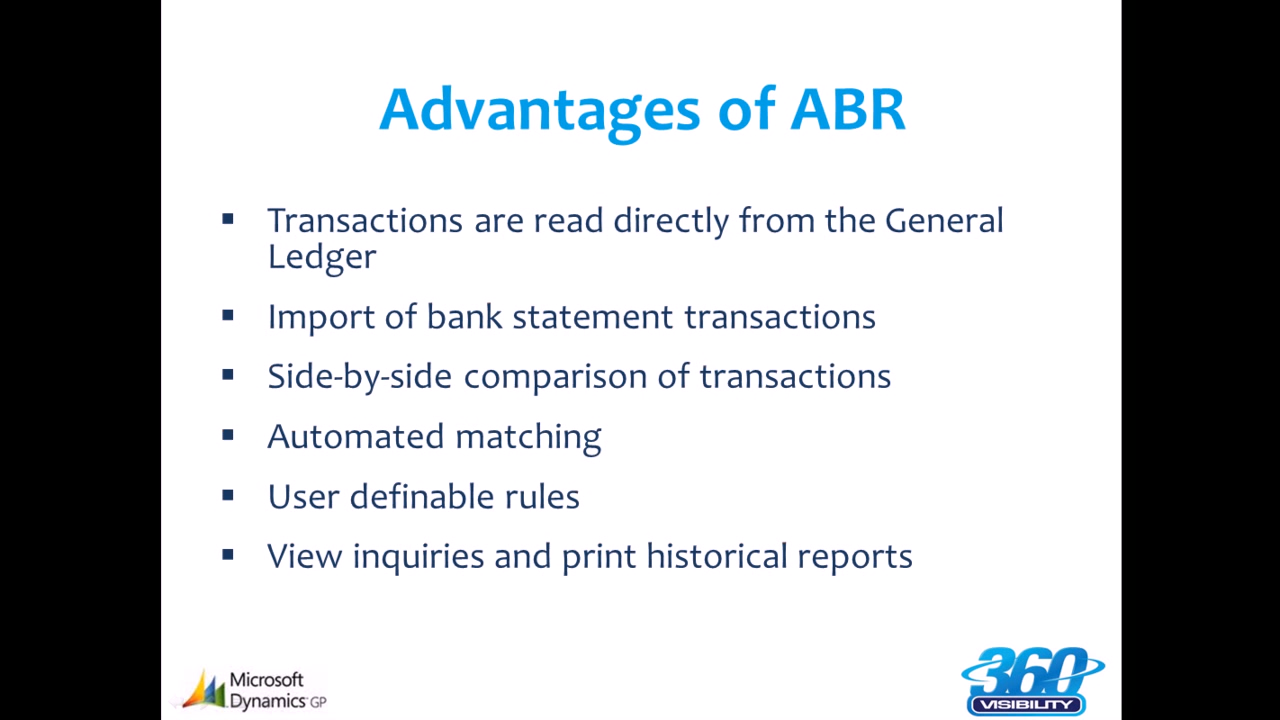 Advantages of ABR
▪ Transactions are read directly from the General
Ledger
▪ Import of bank statement transactions
▪ Side-by-side comparison of transactions
▪ Automated matching
▪ User definable rules
▪ View inquiries and print historical reports
Microsoft
Dynamics GP
360
VISIBILITY